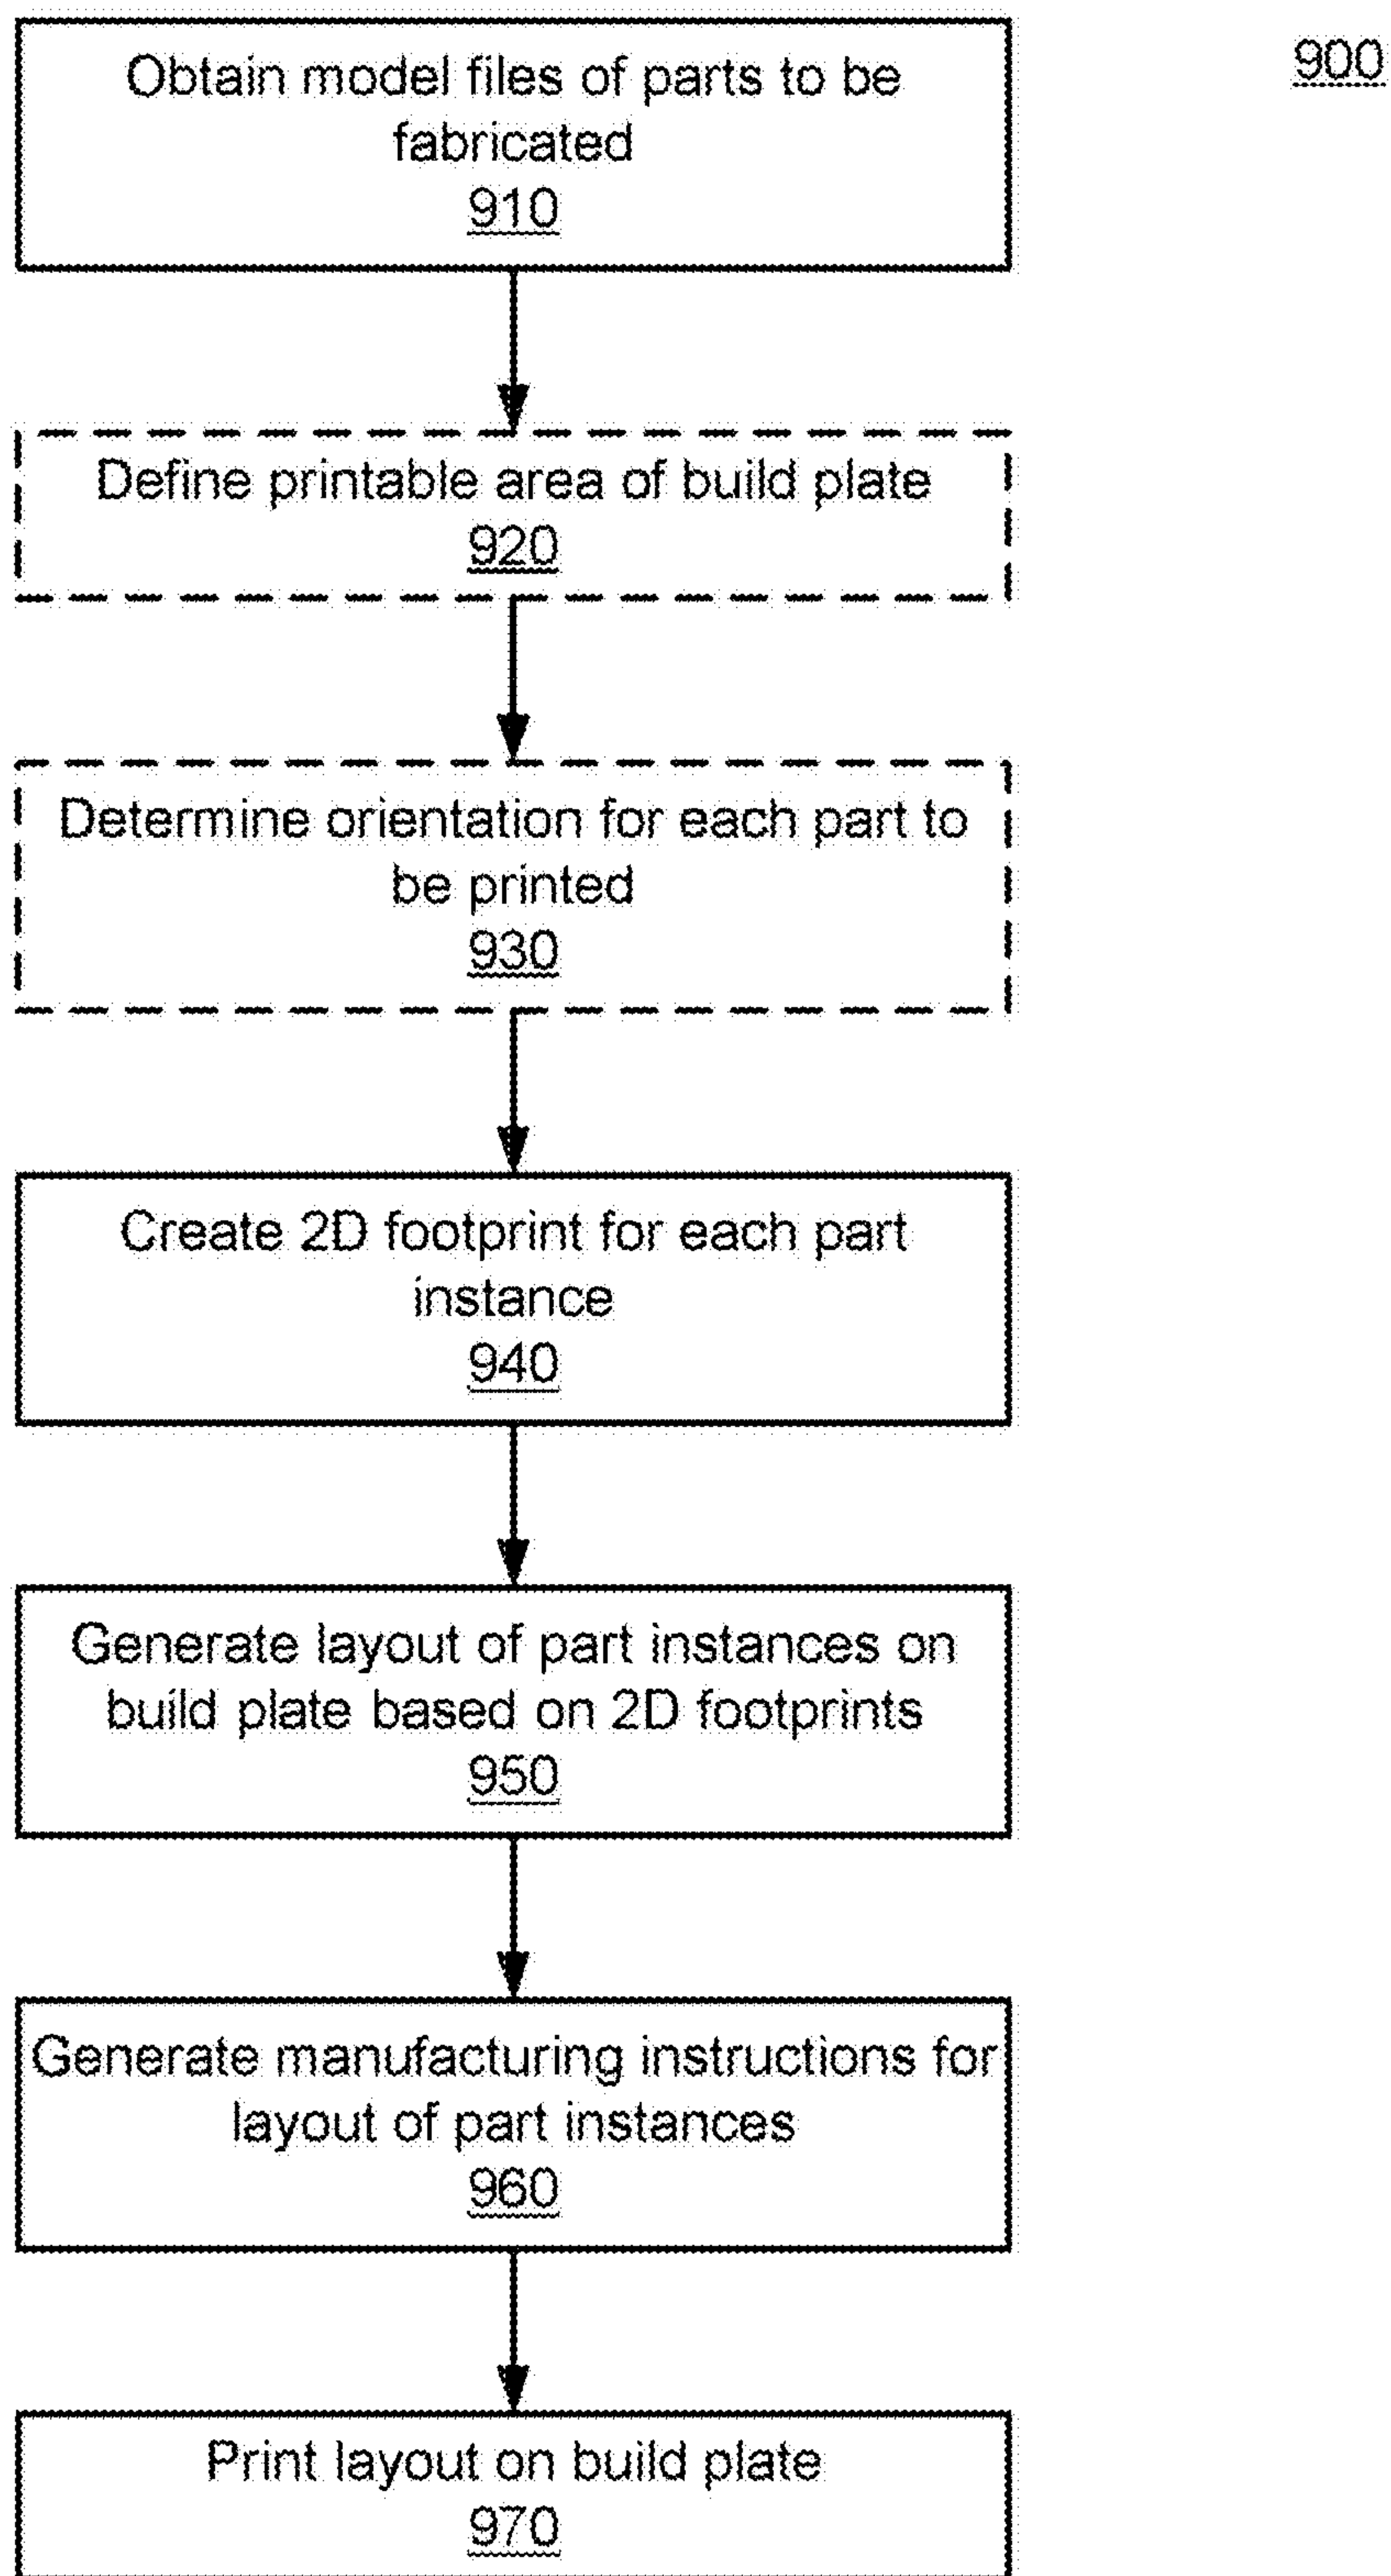 900
Obtain model files of parts to be
fabricated
910
Define printable area of build plate
920
Determine orientation for each part to
be printed
930
Create 2D footprint for each part
instance
940
Generate layout of part instances on
build plate based on 2D footprints
950
Generate manufacturing instructions for
layout of part instances
960
Print layout on build plate
970